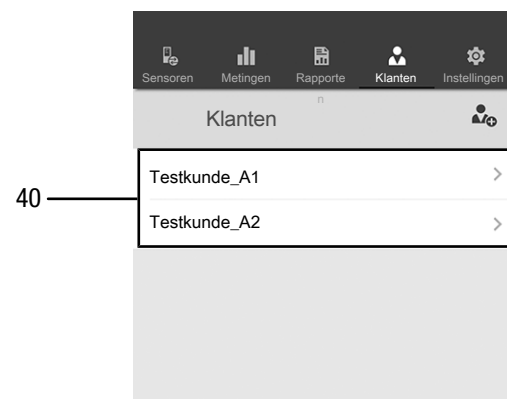 Sensoren Metingen Rapporte Klanten Instellingen
n
Klanten
Testkunde_A1
40
Testkunde_A2